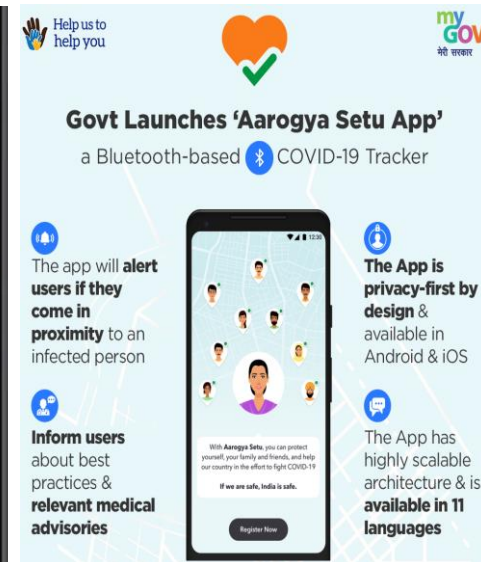 Help us to
help you
my
GOV
मेरी सरकार
Govt Launches ‘Aarogya Setu App’
a Bluetooth-based COVID-19 Tracker
The app will alert
users if they
come in
proximity to an
infected person
Inform users
about best
practices &
relevant medical
advisories
12:30
With Aarogya Setu, you can protect
yourself, your family and friends, and help
our country in the effort to fight COVID-19
If we are safe, India is safe.
Register Now
The App is
privacy-first by
design &
available in
Android & iOS
The App has
highly scalable
architecture & is
available in 11
languages